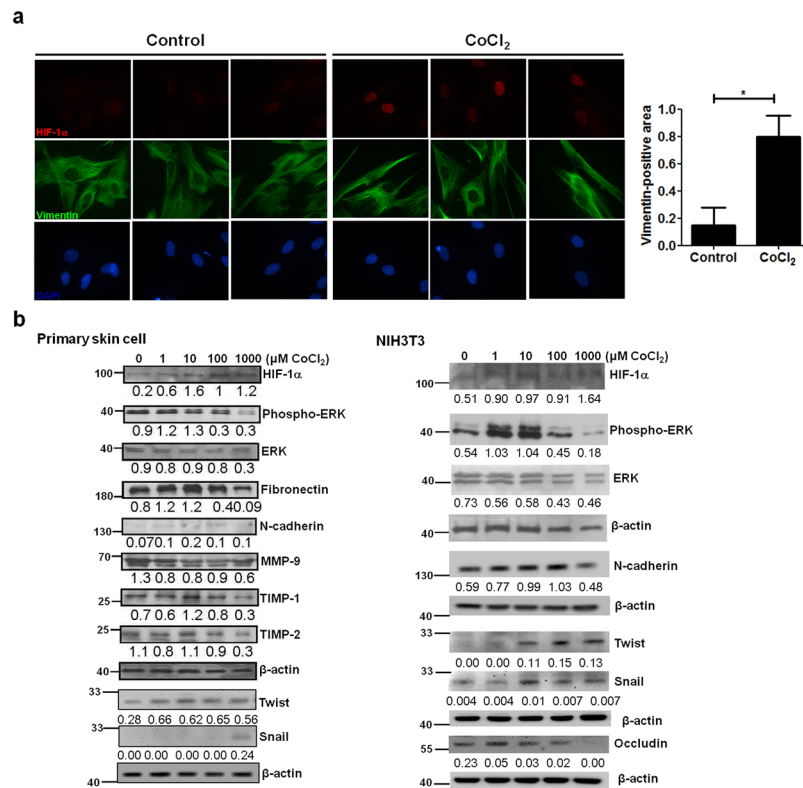 a
Control CoCl2
HIF-1α
Vimentin
DAPI
Vimentin-positive area
1.0
0.8
0.6
0.4
0.2
0.0
*
Control CoCl2
b
Primary skin cell
0 1 10 100 1000 (μM CoCl2)
100 HIF-1α
0.2 0.6 1.6 1 1.2
40 Phospho-ERK
0.9 1.2 1.3 0.3 0.3
40 ERK
0.9 0.8 0.9 0.8 0.3
180 Fibronectin
0.8 1.2 1.2 0.4 0.09
130 N-cadherin
0.07 0.1 0.2 0.1 0.1
70 MMP-9
1.3 0.8 0.8 0.9 0.6
25 TIMP-1
0.7 0.6 1.2 0.8 0.3
25 TIMP-2
1.1 0.8 1.1 0.9 0.3
40 β-actin
33 Twist
0.28 0.66 0.62 0.65 0.56
33 Snail
0.00 0.00 0.00 0.00 0.24
40 β-actin
NIH3T3
0 1 10 100 1000 (μM CoCl2)
100 HIF-1α
0.51 0.90 0.97 0.91 1.64
40 Phospho-ERK
0.54 1.03 1.04 0.45 0.18
40 ERK
0.73 0.56 0.58 0.43 0.46
40 β-actin
130 N-cadherin
0.59 0.77 0.99 1.03 0.48
40 β-actin
33 Twist
0.00 0.00 0.11 0.15 0.13
33 Snail
0.004 0.004 0.01 0.007 0.007
40 β-actin
55 Occludin
0.23 0.05 0.03 0.02 0.00
40 β-actin